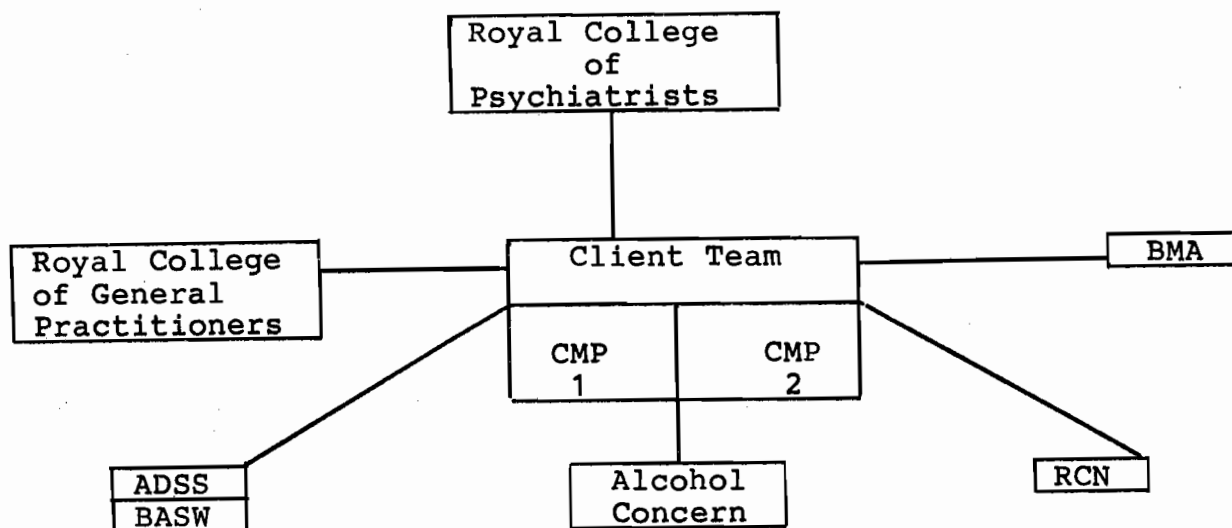 Royal College
of
Psychiatrists
Royal College
of General
Practitioners
Client Team
BMA
CMP
1
CMP
2
ADSS
BASW
Alcohol
Concern
RCN